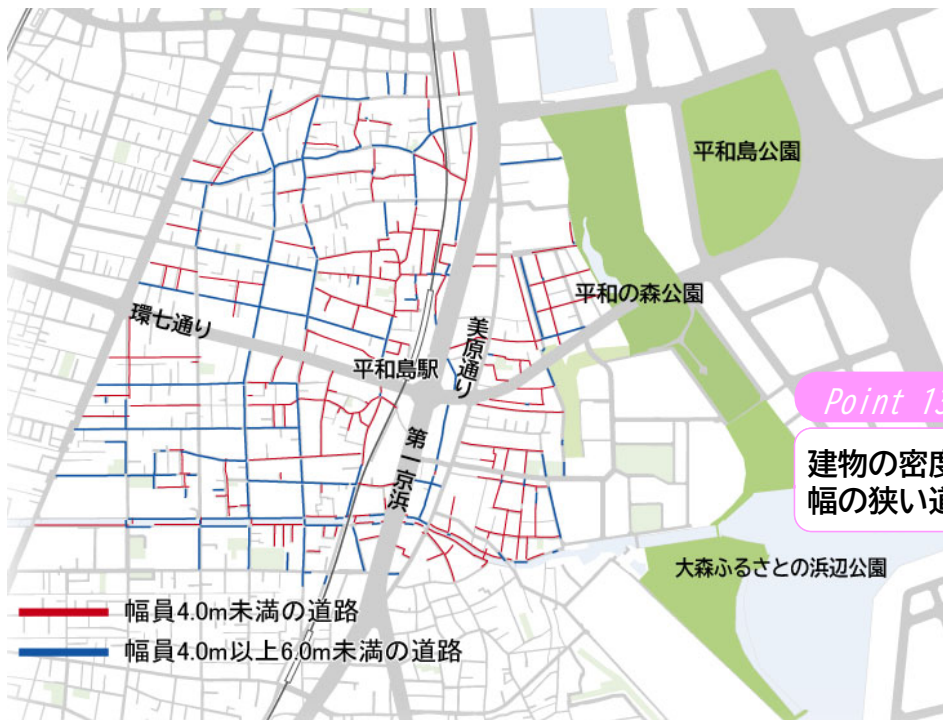 平和島公園
平和の森公園
環七通り
美原通り
平和島駅
Point 13
第一京浜
建物の密度
幅の狭い道
大森ふるさとの浜辺公園
幅員4.0m未満の道路
幅員4.0m以上6.0m未満の道路